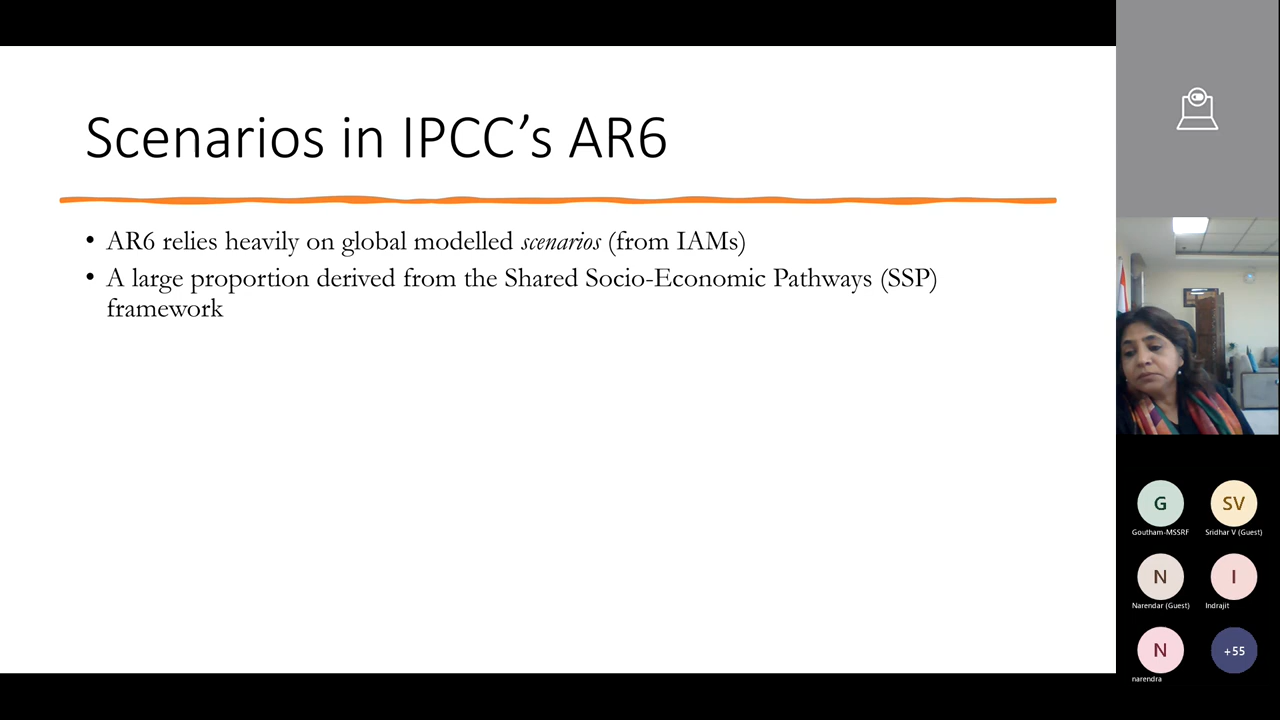 Scenarios in IPCC’s AR6
• AR6 relies heavily on global modelled scenarios (from IAMs)
• A large proportion derived from the Shared Socio-Economic Pathways (SSP)
framework
G
SV
Goutham-MSSRF
Sridhar V (Guest)
N
I
Narendar (Guest)
Indrajit
N
+55
narendra